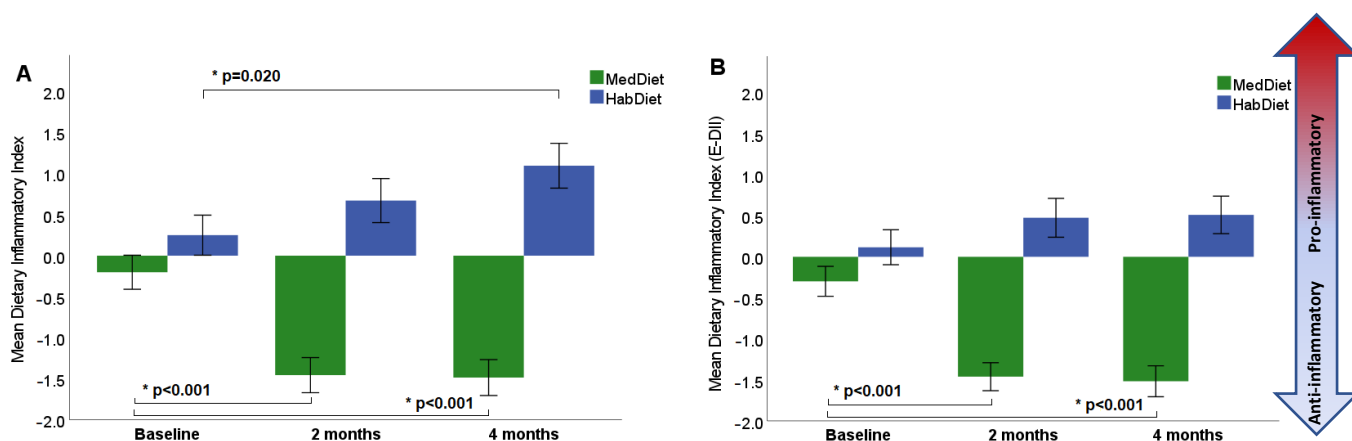 A
* p=0.020
MedDiet
HabDiet
Mean Dietary Inflammatory Index
2.0
1.5
1.0
0.5
0.0
-0.5
-1.0
-1.5
-2.0
* p<0.001
* p<0.001
Baseline
2 months
4 months
B
MedDiet
HabDiet
Mean Dietary Inflammatory Index (E-DII)
2.0
1.5
1.0
0.5
0.0
-0.5
-1.0
-1.5
-2.0
* p<0.001
* p<0.001
Baseline
2 months
4 months
Pro-inflammatory
Anti-inflammatory